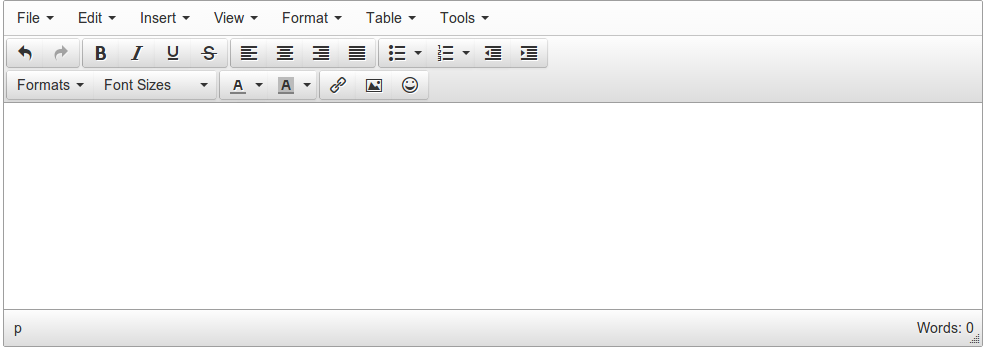 File Edit Insert View Format Table Tools
B I U S
Formats Font Sizes A A
p Words: 0